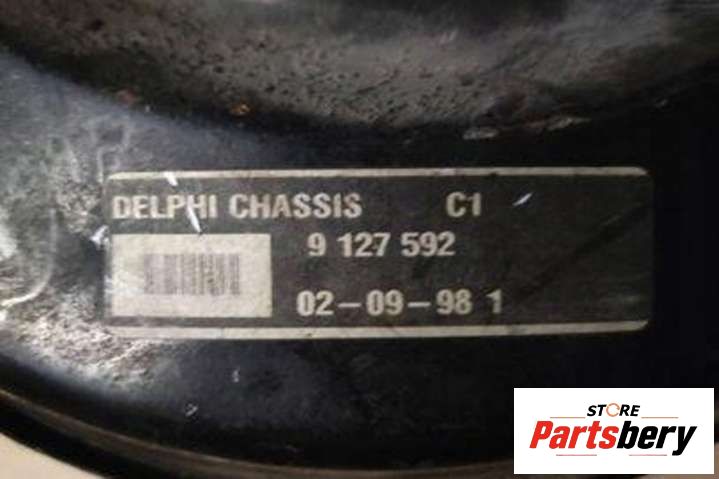 DELPHI CHASSIS C1
9 127 592
02-09-98 1
STORE
Partsbery